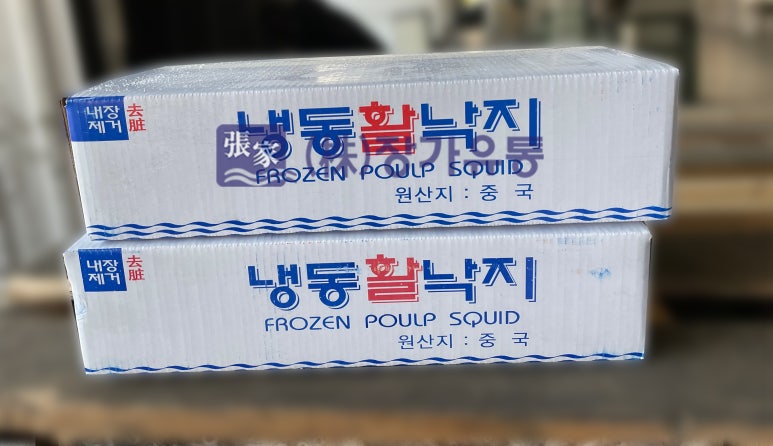 내장
제거
去
脏
냉동활낙지
張家 (株)장가유통
FROZEN POULP SQUID
원산지 : 중국
내장
제거
去
脏
냉동활낙지
FROZEN POULP SQUID
원산지 : 중국